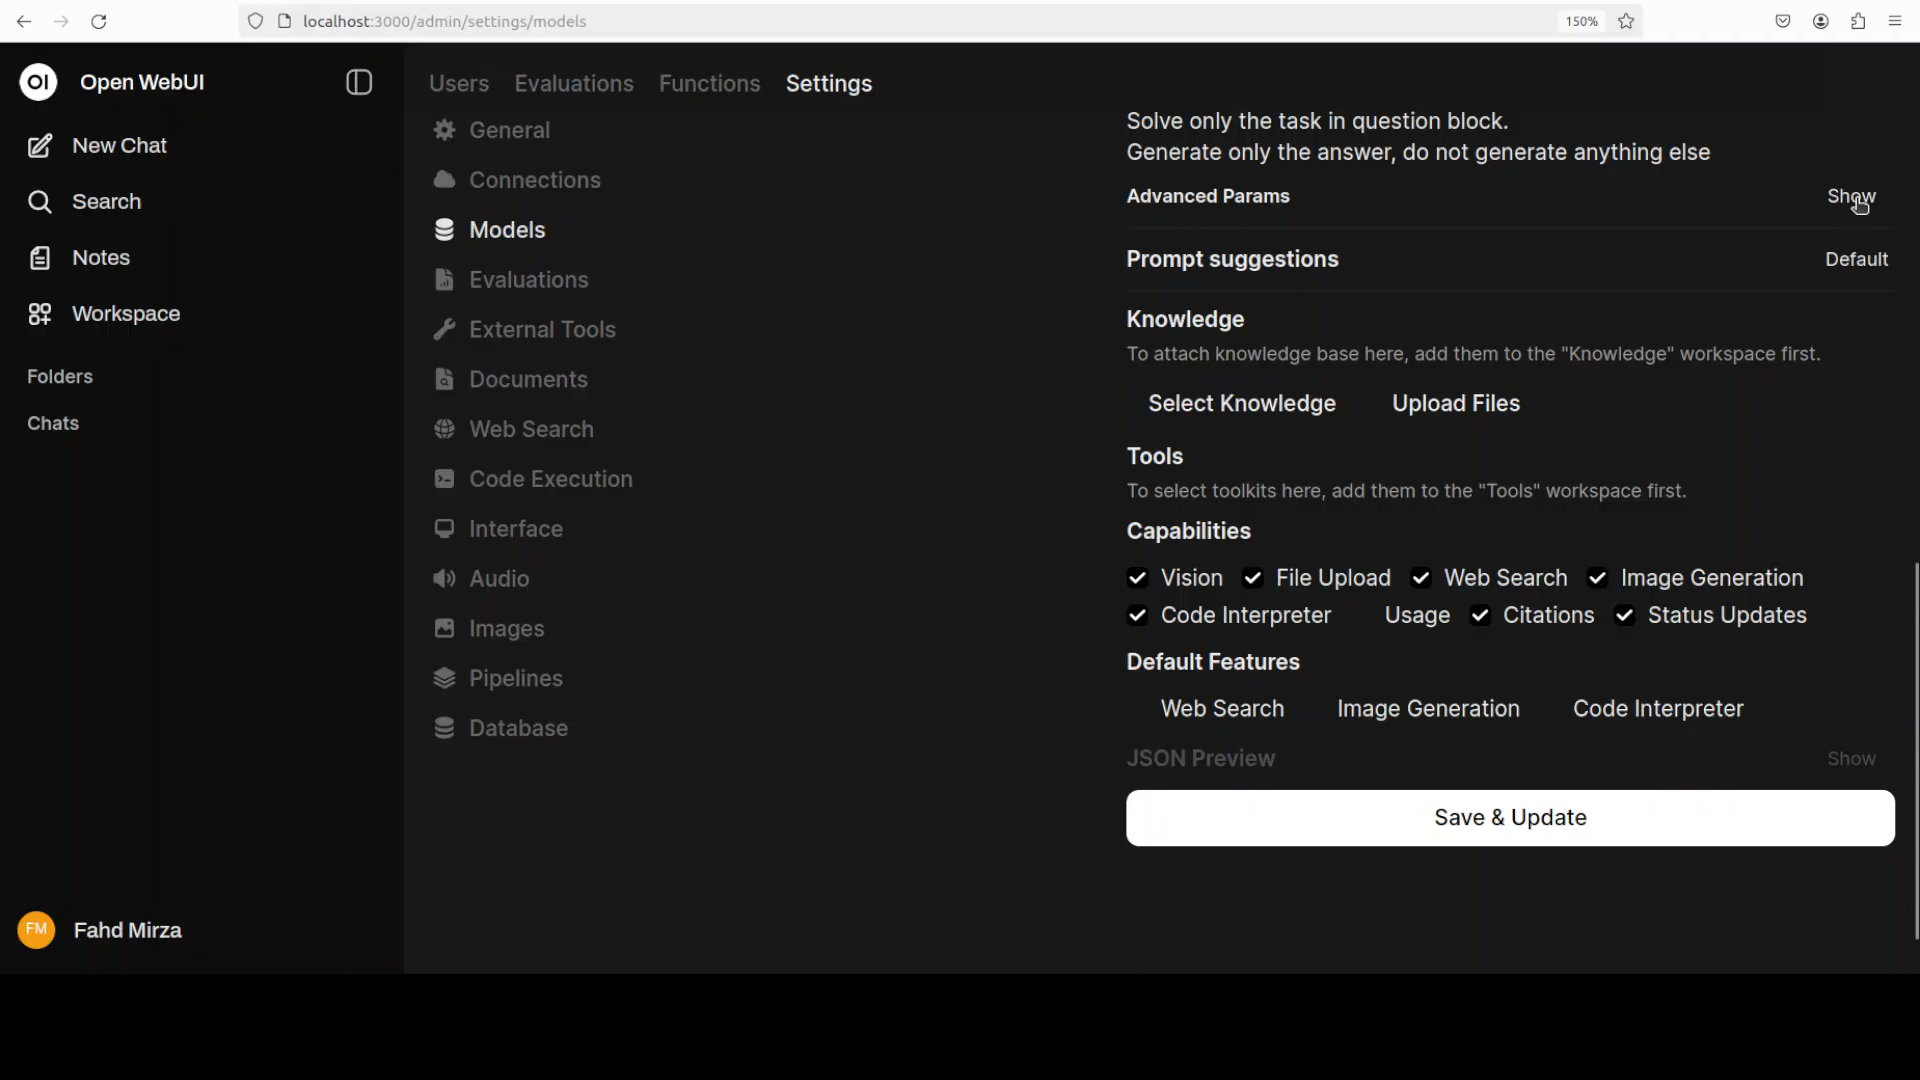 localhost:3000/admin/settings/models
150%
OI
Open WebUI
New Chat
Search
Notes
Workspace
Folders
Chats
FM
Fahd Mirza
Users
Evaluations
Functions
Settings
General
Connections
Models
Evaluations
External Tools
Documents
Web Search
Code Execution
Interface
Audio
Images
Pipelines
Database
Solve only the task in question block.
Generate only the answer, do not generate anything else
Advanced Params
Show
Prompt suggestions
Default
Knowledge
To attach knowledge base here, add them to the "Knowledge" workspace first.
Select Knowledge
Upload Files
Tools
To select toolkits here, add them to the "Tools" workspace first.
Capabilities
Vision File Upload Web Search Image Generation
Code Interpreter Usage Citations Status Updates
Default Features
Web Search Image Generation Code Interpreter
JSON Preview
Show
Save & Update